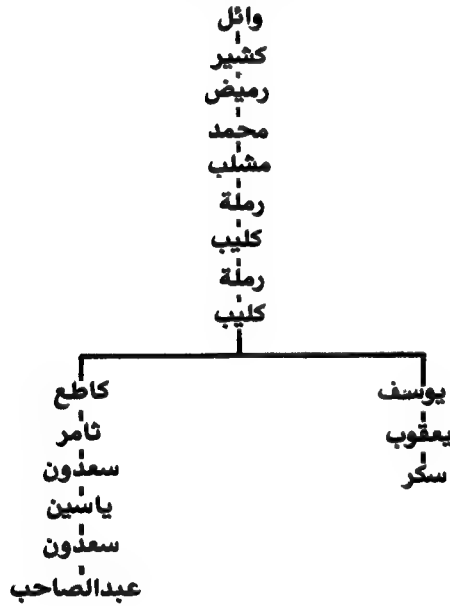 وائل
كشير
رميض
محمد
مشلب
رملة
كليب
رملة
كليب
يوسف
يعقوب
سكر
كاطع
ثامر
سعدون
ياسين
سعدون
عبدالصاحب